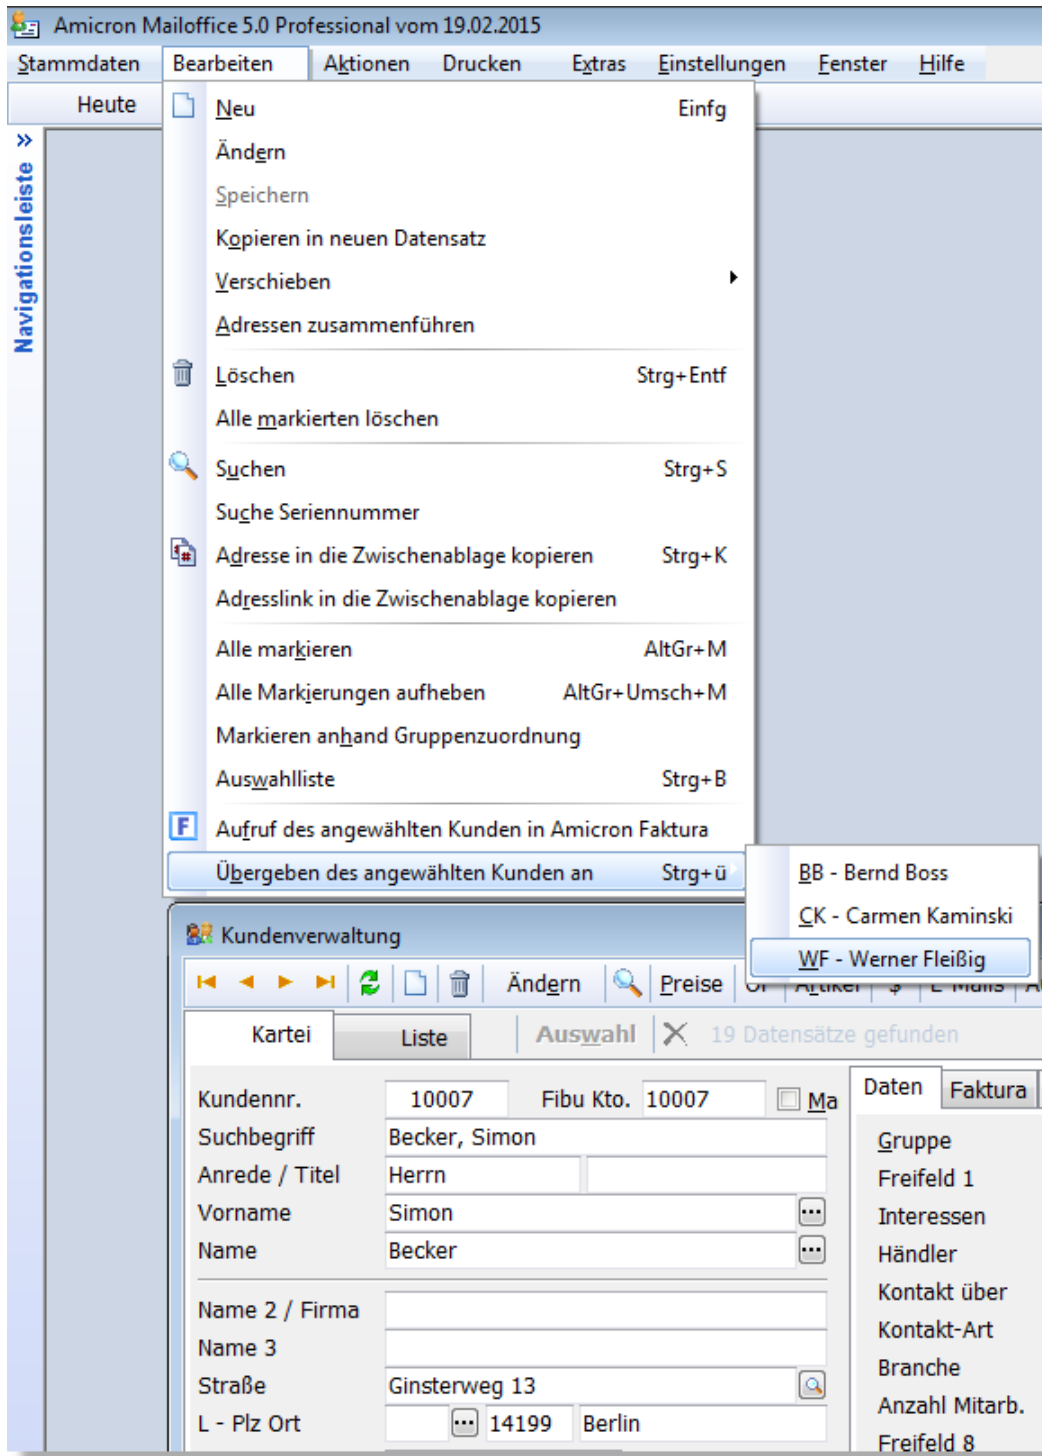 Amicron Mailoffice 5.0 Professional vom 19.02.2015
Stammdaten Bearbeiten Aktionen Drucken Extras Einstellungen Fenster Hilfe
Heute
Navigationsleiste »
Neu Einfg
Ändern
Speichern
Kopieren in neuen Datensatz
Verschieben
Adressen zusammenführen
Löschen Strg+Entf
Alle markierten löschen
Suchen Strg+S
Suche Seriennummer
Adresse in die Zwischenablage kopieren Strg+K
Adresslink in die Zwischenablage kopieren
Alle markieren AltGr+M
Alle Markierungen aufheben AltGr+Umsch+M
Markieren anhand Gruppenzuordnung
Auswahlliste Strg+B
F Aufruf des angewählten Kunden in Amicron Faktura
Übergeben des angewählten Kunden an Strg+ü
BB - Bernd Boss
CK - Carmen Kaminski
WF - Werner Fleißig
Kundenverwaltung
Ändern Preise OP Artikel $ E-Mails
Kartei Liste Auswahl 19 Datensätze gefunden
Kundennr. 10007 Fibu Kto. 10007 Ma
Suchbegriff Becker, Simon
Anrede / Titel Herrn
Vorname Simon
Name Becker
Name 2 / Firma
Name 3
Straße Ginsterweg 13
L - Plz Ort 14199 Berlin
Daten Faktura
Gruppe
Freifeld 1
Interessen
Händler
Kontakt über
Kontakt-Art
Branche
Anzahl Mitarb.
Freifeld 8